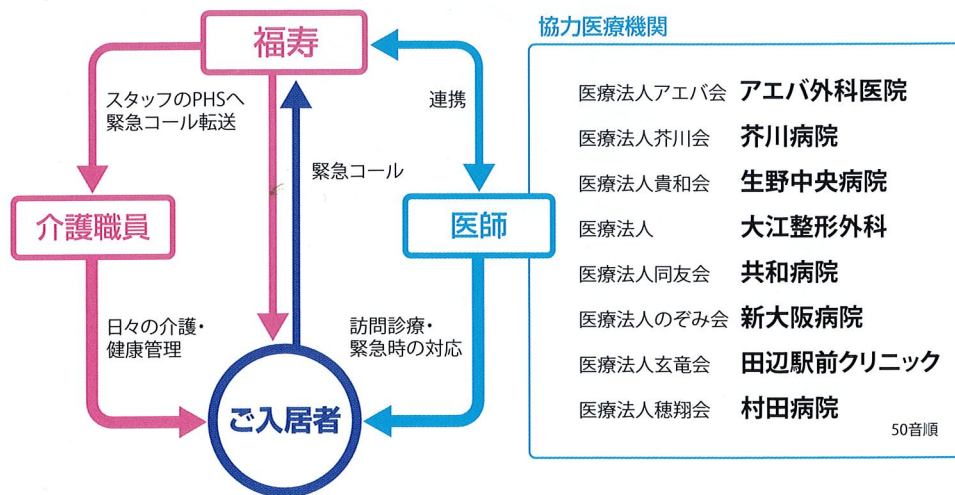 福寿
スタッフのPHSへ
緊急コール転送
連携
緊急コール
介護職員
医師
日々の介護・
健康管理
訪問診療・
緊急時の対応
ご入居者
協力医療機関
医療法人アエバ会 アエバ外科医院
医療法人芥川会 芥川病院
医療法人貴和会 生野中央病院
医療法人 大江整形外科
医療法人同友会 共和病院
医療法人のぞみ会 新大阪病院
医療法人玄竜会 田辺駅前クリニック
医療法人穂翔会 村田病院
50音順